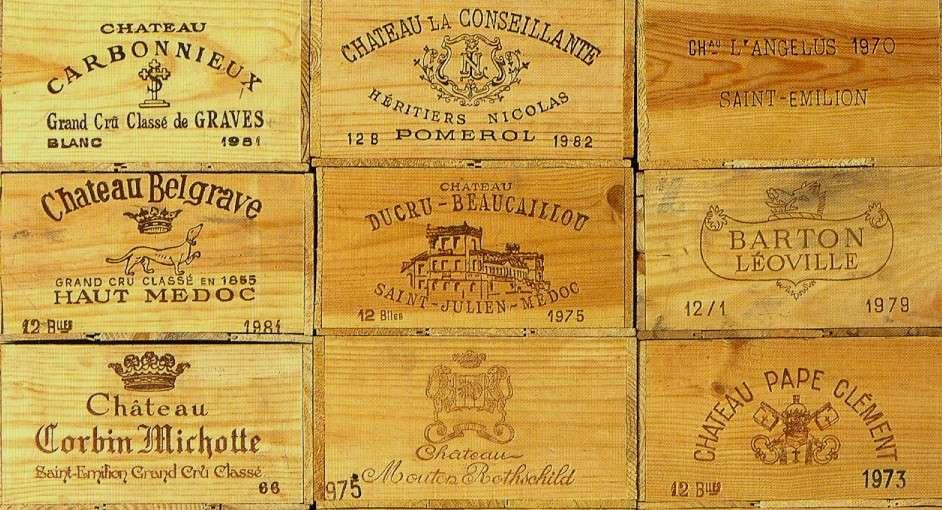 CHATEAU
CARBONNIEUX
Grand Crû Classé de GRAVES
BLANC 1981
CHATEAU LA CONSEILLANTE
N
HÉRITIERS NICOLAS
12 B POMEROL 1982
CHAU L'ANGELUS 1970
SAINT-EMILION
Chateau Belgrave
GRAND CRU CLASSÉ EN 1855
HAUT MEDOC
12 Blles 1981
CHATEAU
DUCRU-BEAUCAILLOU
SAINT-JULIEN-MÉDOC
12 Blles 1975
BARTON
LÉOVILLE
12/1 1979
Château
Corbin Michotte
Saint-Emilion Grand Crû Classé
66
Chateau
Mouton Rothschild
975
CHATEAU PAPE CLÉMENT
12 Blles 1973